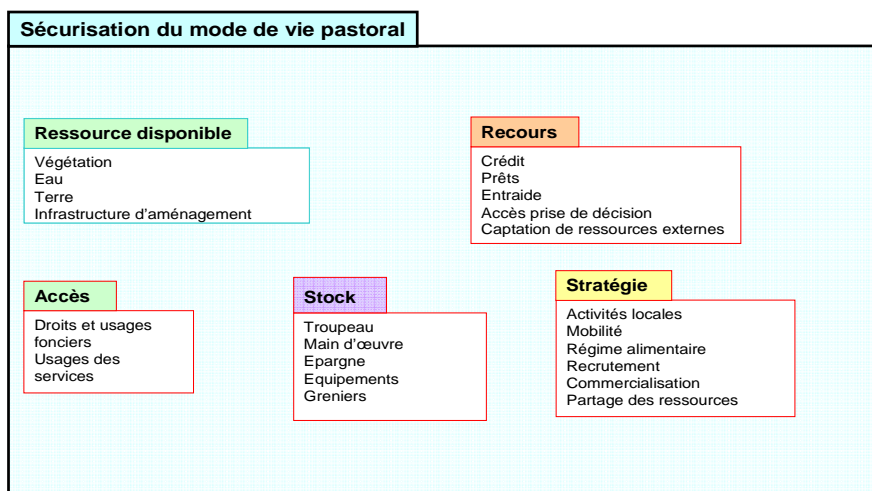 Sécurisation du mode de vie pastoral
Ressource disponible
Végétation
Eau
Terre
Infrastructure d'aménagement
Recours
Crédit
Prêts
Entraide
Accès prise de décision
Captation de ressources externes
Accès
Droits et usages
fonciers
Usages des
services
Stock
Troupeau
Main d'œuvre
Epargne
Equipements
Greniers
Stratégie
Activités locales
Mobilité
Régime alimentaire
Recrutement
Commercialisation
Partage des ressources